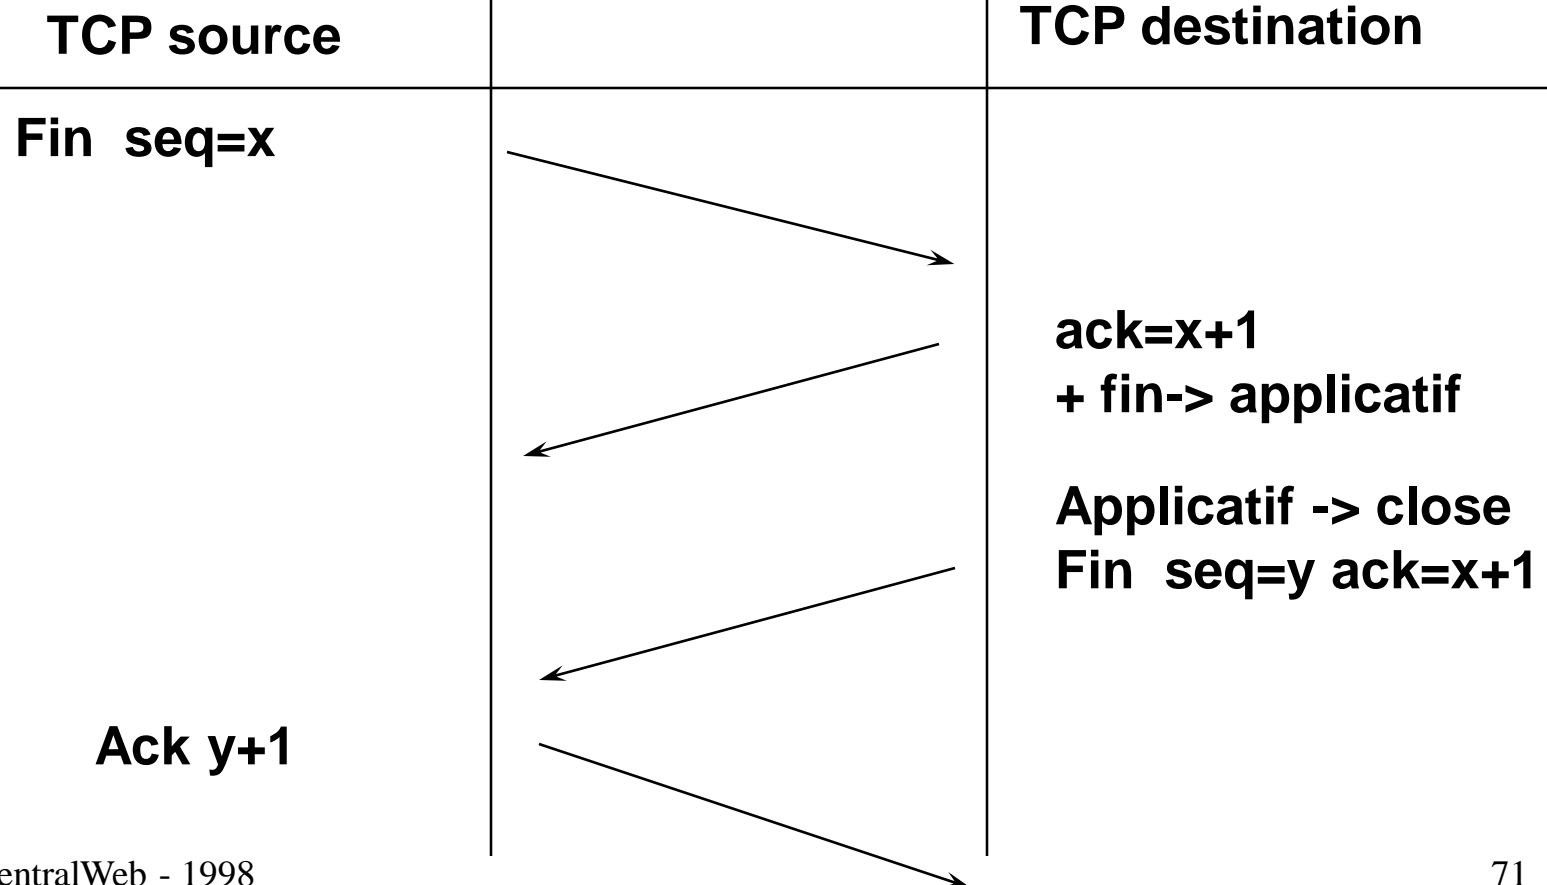 TCP source
TCP destination
Fin seq=x
ack=x+1
+ fin-> applicatif
Applicatif -> close
Fin seq=y ack=x+1
Ack y+1
entralWeb - 1998
71